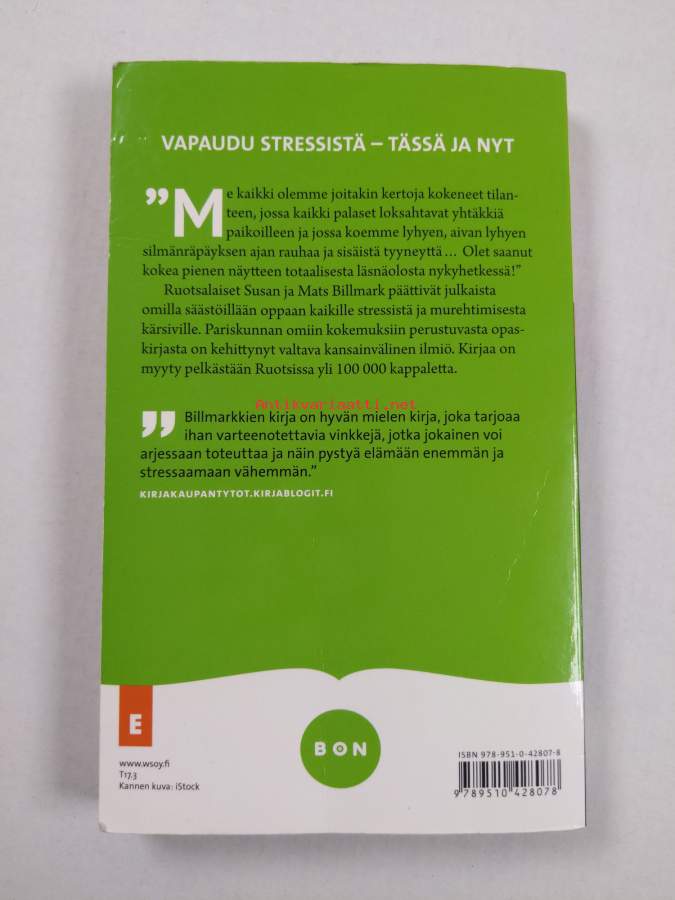 VAPAUDU STRESSISTÄ – TÄSSÄ JA NYT
”Me kaikki olemme joitakin kertoja kokeneet tilan-
teen, jossa kaikki palaset loksahtavat yhtäkkiä
paikoilleen ja jossa koemme lyhyen, aivan lyhyen
silmänräpäyksen ajan rauhaa ja sisäistä tyyneyttä … Olet saanut
kokea pienen näytteen totaalisesta läsnäolosta nykyhetkessä!”
Ruotsalaiset Susan ja Mats Billmark päättivät julkaista
omilla säästöillään oppaan kaikille stressistä ja murehtimisesta
kärsiville. Pariskunnan omiin kokemuksiin perustuvasta opas-
kirjasta on kehittynyt valtava kansainvälinen ilmiö. Kirjaa on
myyty pelkästään Ruotsissa yli 100 000 kappaletta.
Antikvariaatti.net
” Billmarkkien kirja on hyvän mielen kirja, joka tarjoaa
ihan varteenotettavia vinkkejä, jotka jokainen voi
arjessaan toteuttaa ja näin pystyä elämään enemmän ja
stressaamaan vähemmän.”
KIRJAKAUPANTYTOT.KIRJABLOGIT.FI
E
BON
www.wsoy.fi
T17.3
Kannen kuva: iStock
ISBN 978-951-0-42807-8
9 789510 428078